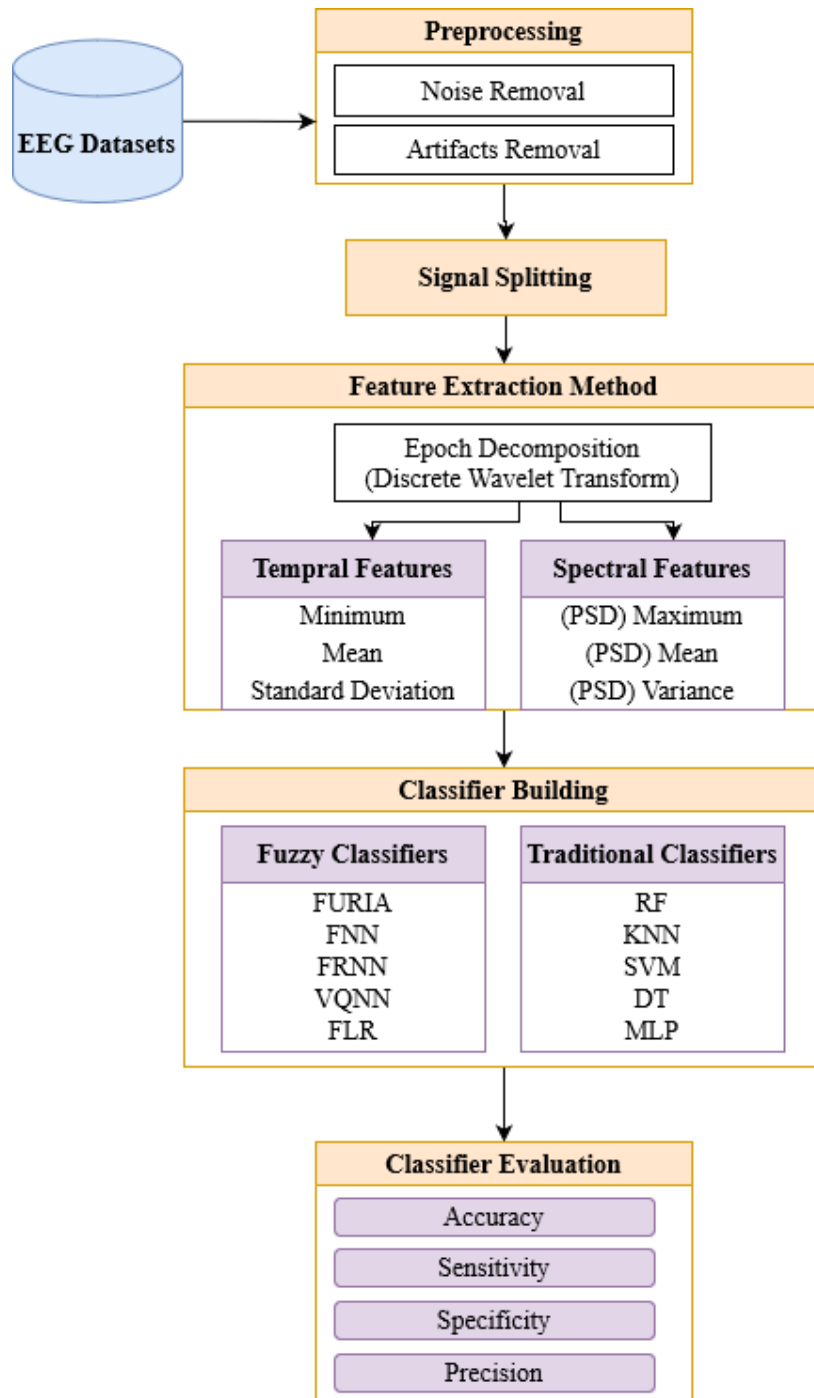 Preprocessing
Noise Removal
Artifacts Removal
EEG Datasets
Signal Splitting
Feature Extraction Method
Epoch Decomposition
(Discrete Wavelet Transform)
Tempral Features
Minimum
Mean
Standard Deviation
Spectral Features
(PSD) Maximum
(PSD) Mean
(PSD) Variance
Classifier Building
Fuzzy Classifiers
FURIA
FNN
FRNN
VQNN
FLR
Traditional Classifiers
RF
KNN
SVM
DT
MLP
Classifier Evaluation
Accuracy
Sensitivity
Specificity
Precision